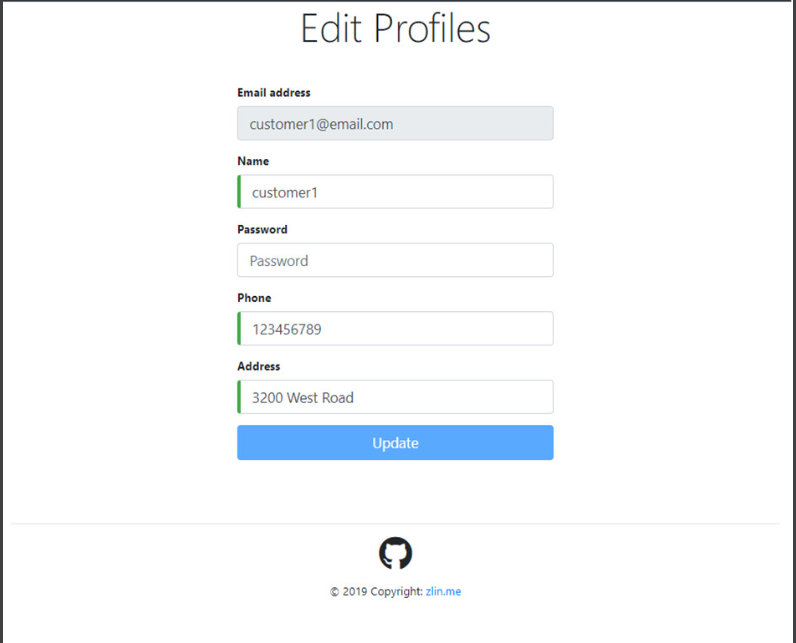 Edit Profiles
Email address
customer1@email.com
Name
customer1
Password
Password
Phone
123456789
Address
3200 West Road
Update
© 2019 Copyright: zlin.me